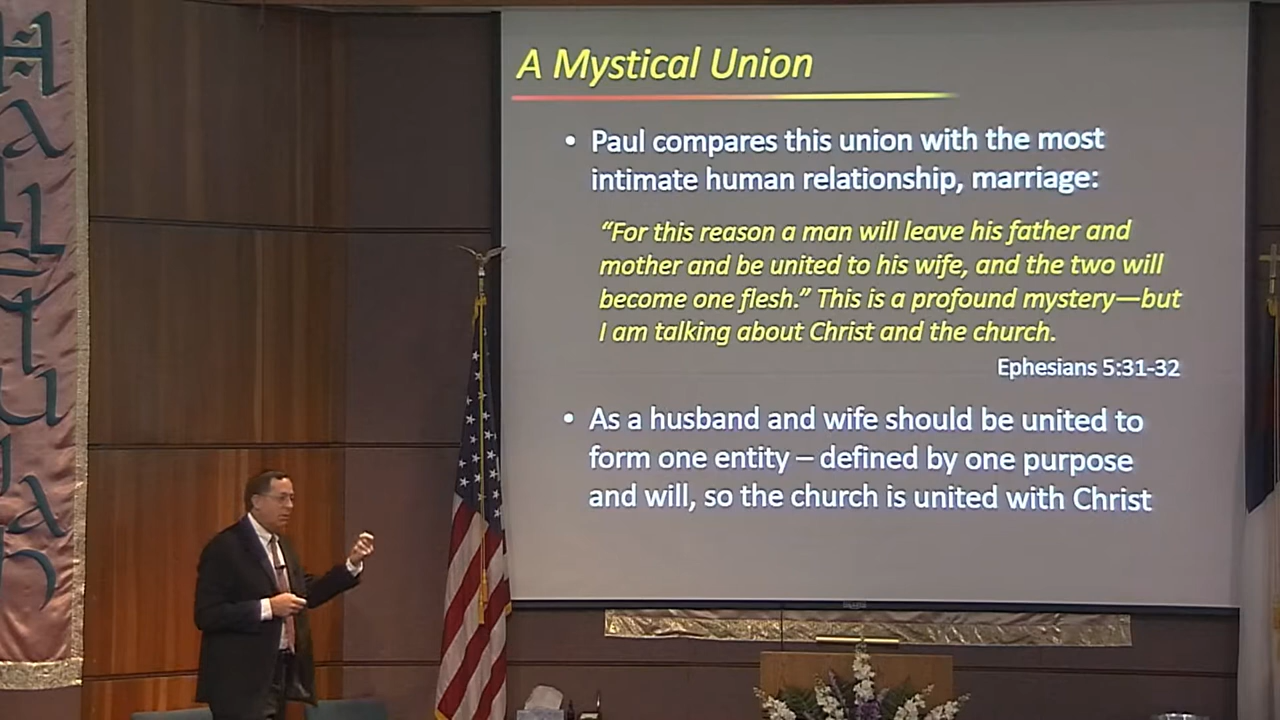 Hallelujah
A Mystical Union
• Paul compares this union with the most
intimate human relationship, marriage:
“For this reason a man will leave his father and
mother and be united to his wife, and the two will
become one flesh.” This is a profound mystery—but
I am talking about Christ and the church.
Ephesians 5:31-32
• As a husband and wife should be united to
form one entity – defined by one purpose
and will, so the church is united with Christ